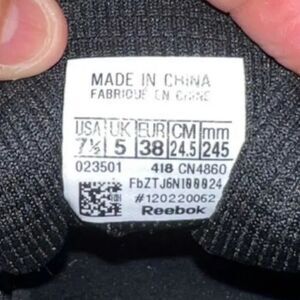 MADE IN CHINA
FABRIQUÉ EN CHINE
USA UK EUR CM mm
7½ 5 38 24.5 245
023501 418 CN4860
FbZTJ6N100024
#120220062
Reebok